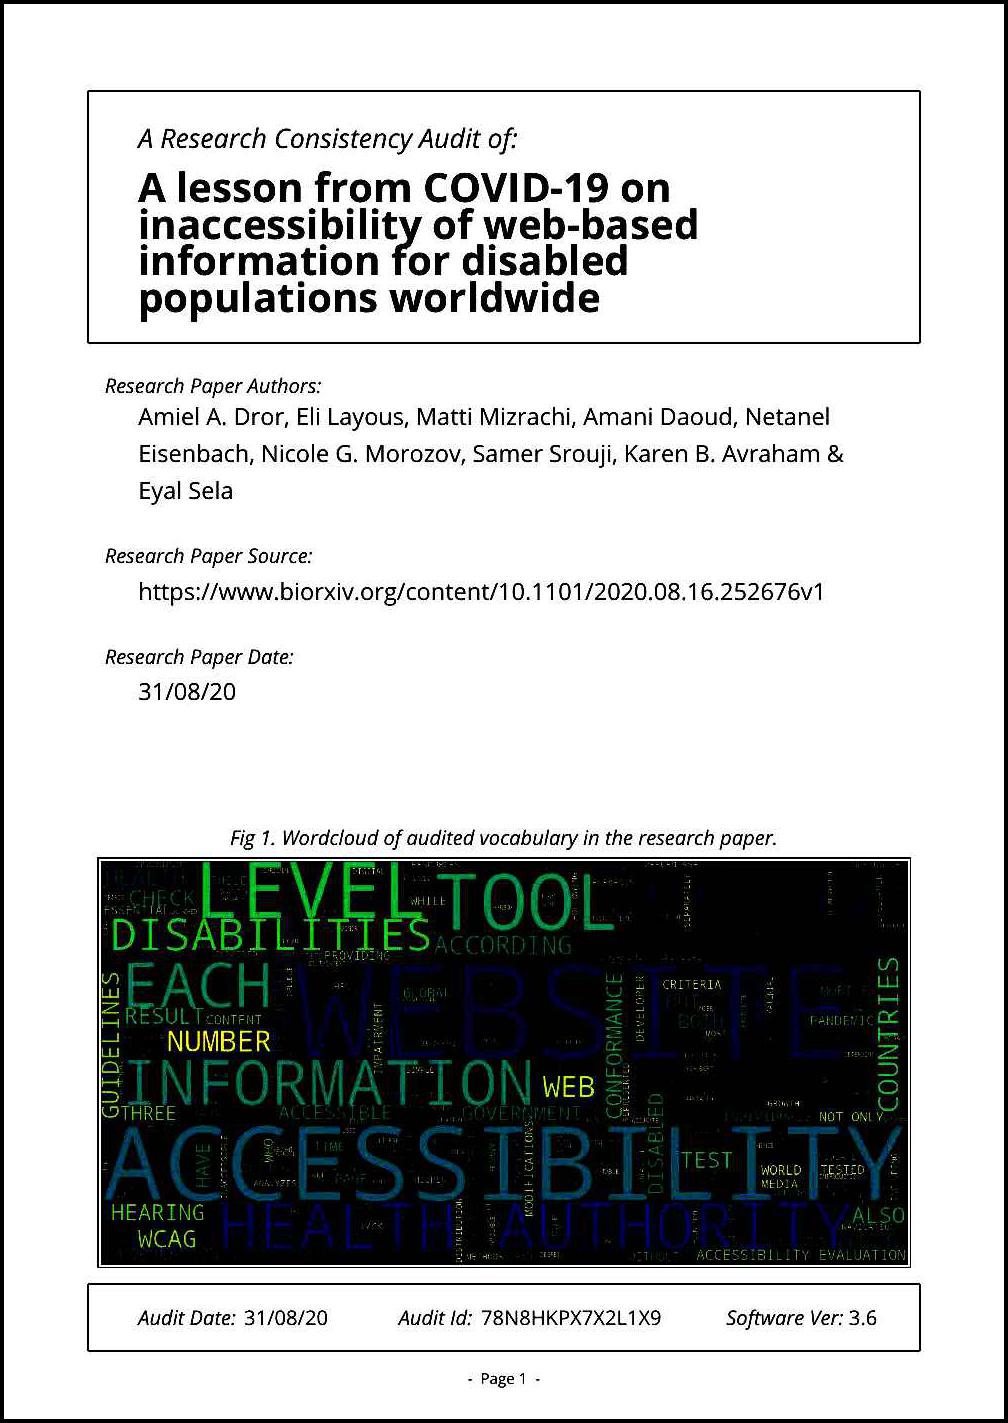 A Research Consistency Audit of:
A lesson from COVID-19 on
inaccessibility of web-based
information for disabled
populations worldwide
Research Paper Authors:
Amiel A. Dror, Eli Layous, Matti Mizrachi, Amani Daoud, Netanel
Eisenbach, Nicole G. Morozov, Samer Srouji, Karen B. Avraham &
Eyal Sela
Research Paper Source:
https://www.biorxiv.org/content/10.1101/2020.08.16.252676v1
Research Paper Date:
31/08/20
Fig 1. Wordcloud of audited vocabulary in the research paper.
LEVEL
TOOL
CHECK
WHILE
DISABILITIES
ACCORDING
PROVIDING
EACH
WEBSITE
GLOBAL
CRITERIA
GUIDELINES
CONFORMANCE
DEVELOPER
COUNTRIES
RESULT
CONTENT
PANDEMIC
NUMBER
IMPAIRMENT
INFORMATION
WEB
THREE
ACCESSIBLE
GOVERNMENT
NOT ONLY
ACCESSIBILITY
HAVE
TIME
MODIFICATIONS
DISABLED
TEST
WORLD
TESTED
MEDIA
HEARING
HEALTH AUTHORITY
ALSO
WCAG
ACCESSIBILITY EVALUATION
Audit Date: 31/08/20
Audit Id: 78N8HKPX7X2L1X9
Software Ver: 3.6
- Page 1 -